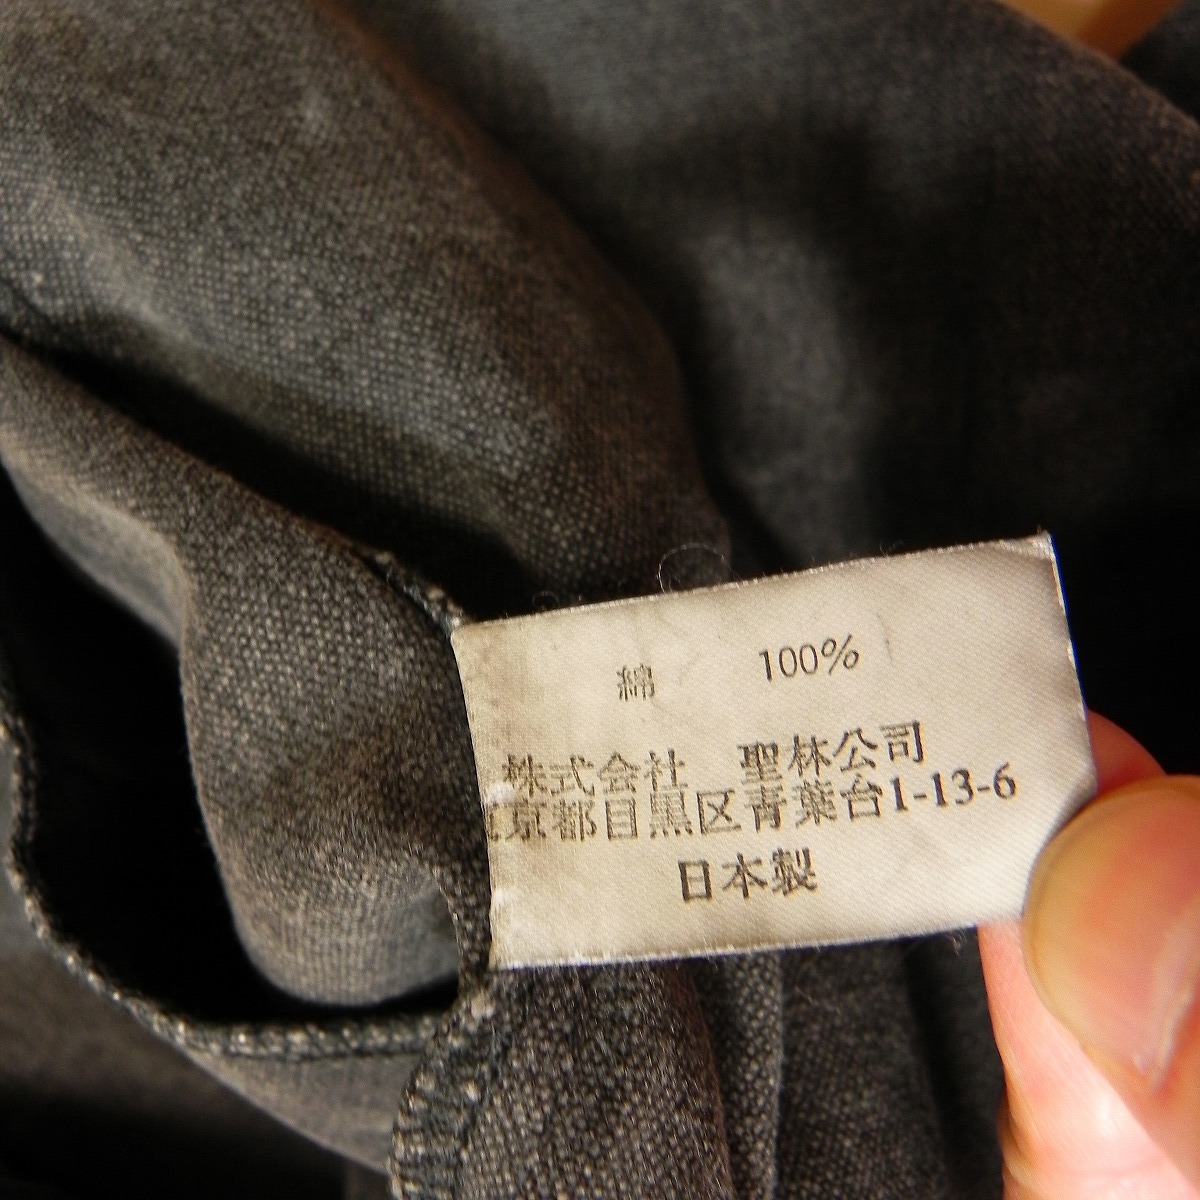 綿 100%
株式会社 聖林公司
東京都目黒区青葉台1-13-6
日本製